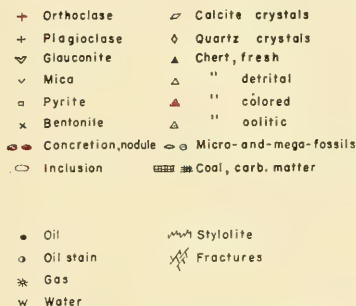 Orthoclase
Plagioclase
Glauconite
Mica
Pyrite
Bentonite
Concretion, nodule
Inclusion
Calcite crystals
Quartz crystals
Chert, fresh
" detrital
" colored
" oolitic
Micro-and-mega-fossils
Coal, carb. matter
Oil
Oil stain
Gas
W Water
Stylolite
Fractures